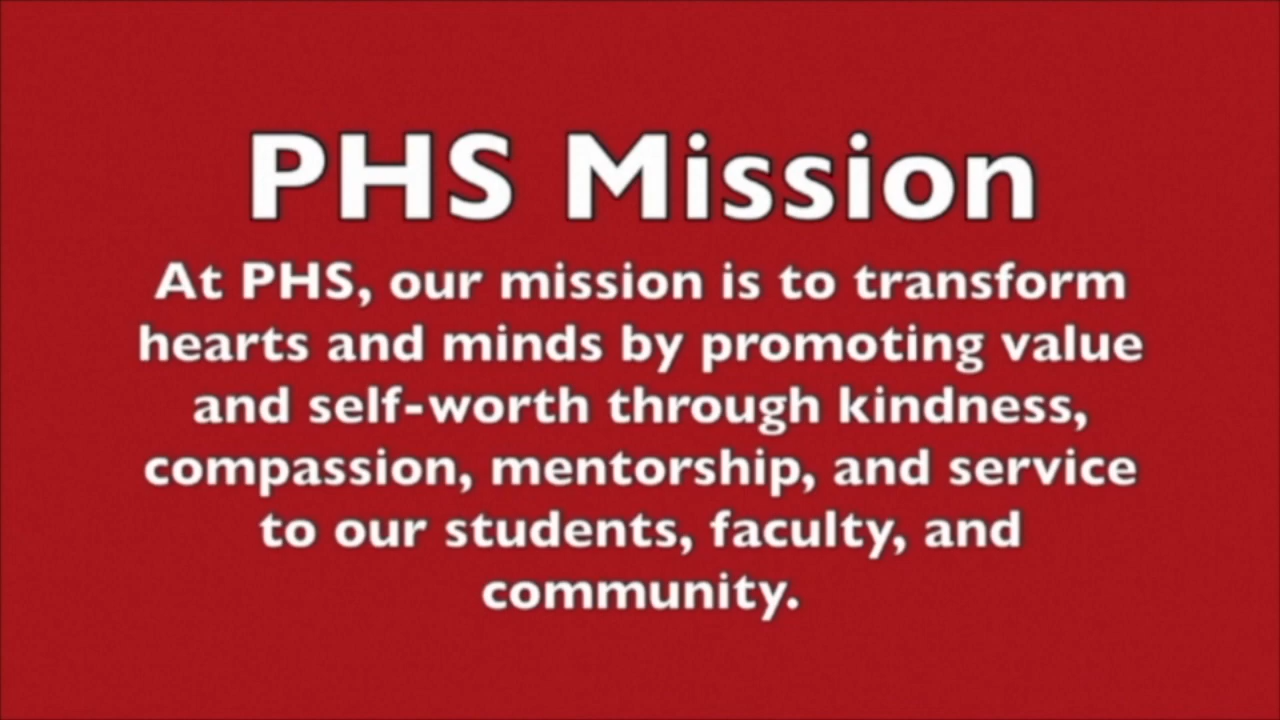 PHS Mission
At PHS, our mission is to transform
hearts and minds by promoting value
and self-worth through kindness,
compassion, mentorship, and service
to our students, faculty, and
community.